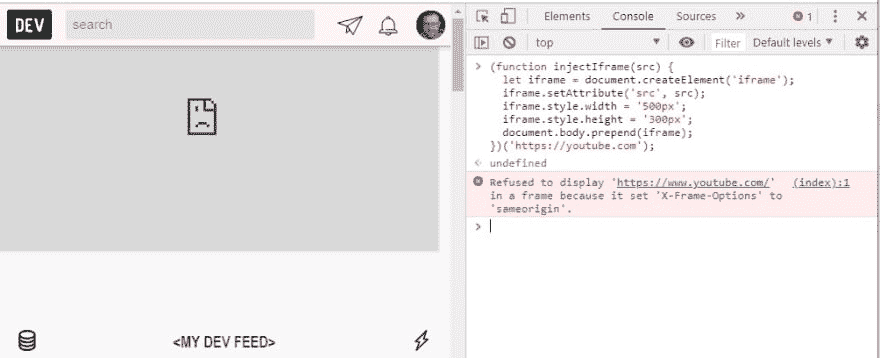 DEV
search
<MY DEV FEED>
Elements Console Sources » 1
top Filter Default levels
> (function injectIframe(src) {
let iframe = document.createElement('iframe');
iframe.setAttribute('src', src);
iframe.style.width = '500px';
iframe.style.height = '300px';
document.body.prepend(iframe);
})('https://youtube.com');
undefined
Refused to display 'https://www.youtube.com/' (index):1
in a frame because it set 'X-Frame-Options' to
'sameorigin'.
>